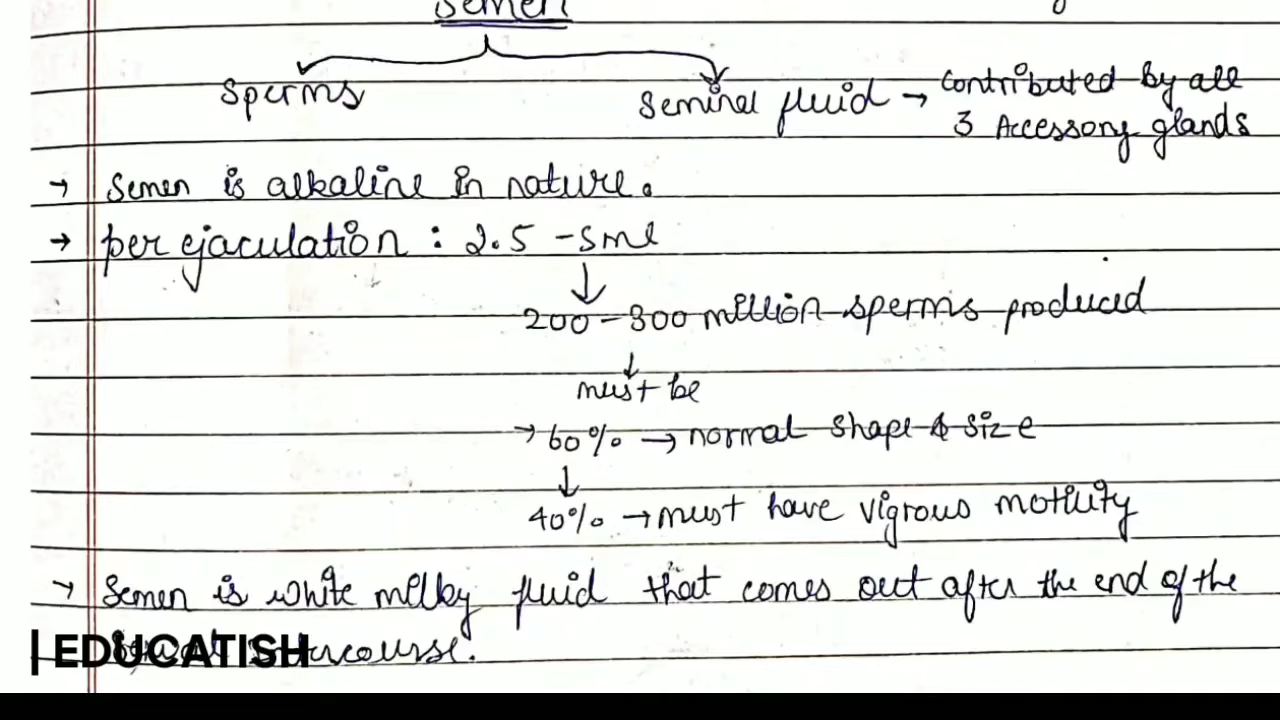 Semen
Sperms
Seminal fluid → contributed by all
3 Accessory glands
→ Semen is alkaline in nature.
→ per ejaculation : 2.5 - 5ml
↓
200 - 300 million sperms produced
↓
must be
→ 60% → normal shape & size
↓
40% → must have vigrous motility
→ Semen is white milky fluid that comes out after the end of the
intercourse.
| EDUCATISH